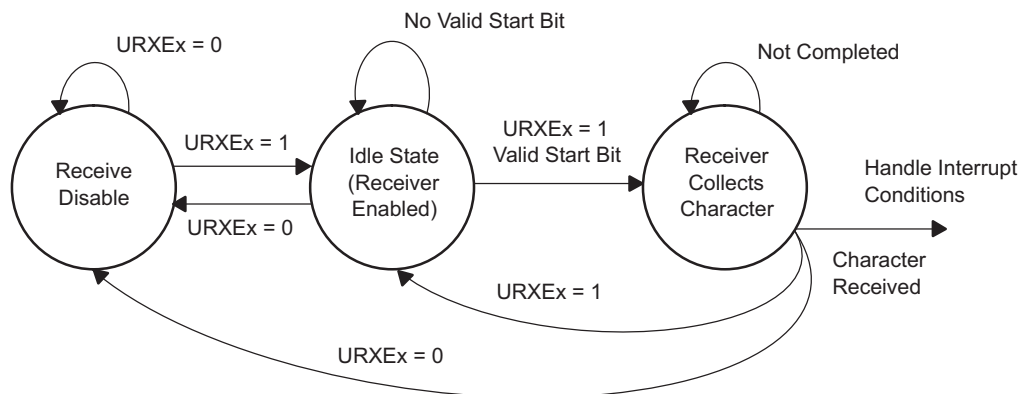 No Valid Start Bit
URXEx = 0
Not Completed
URXEx = 1
URXEx = 1
Valid Start Bit
Receive
Disable
Idle State
(Receiver
Enabled)
Receiver
Collects
Character
Handle Interrupt
Conditions
URXEx = 0
Character
Received
URXEx = 1
URXEx = 0